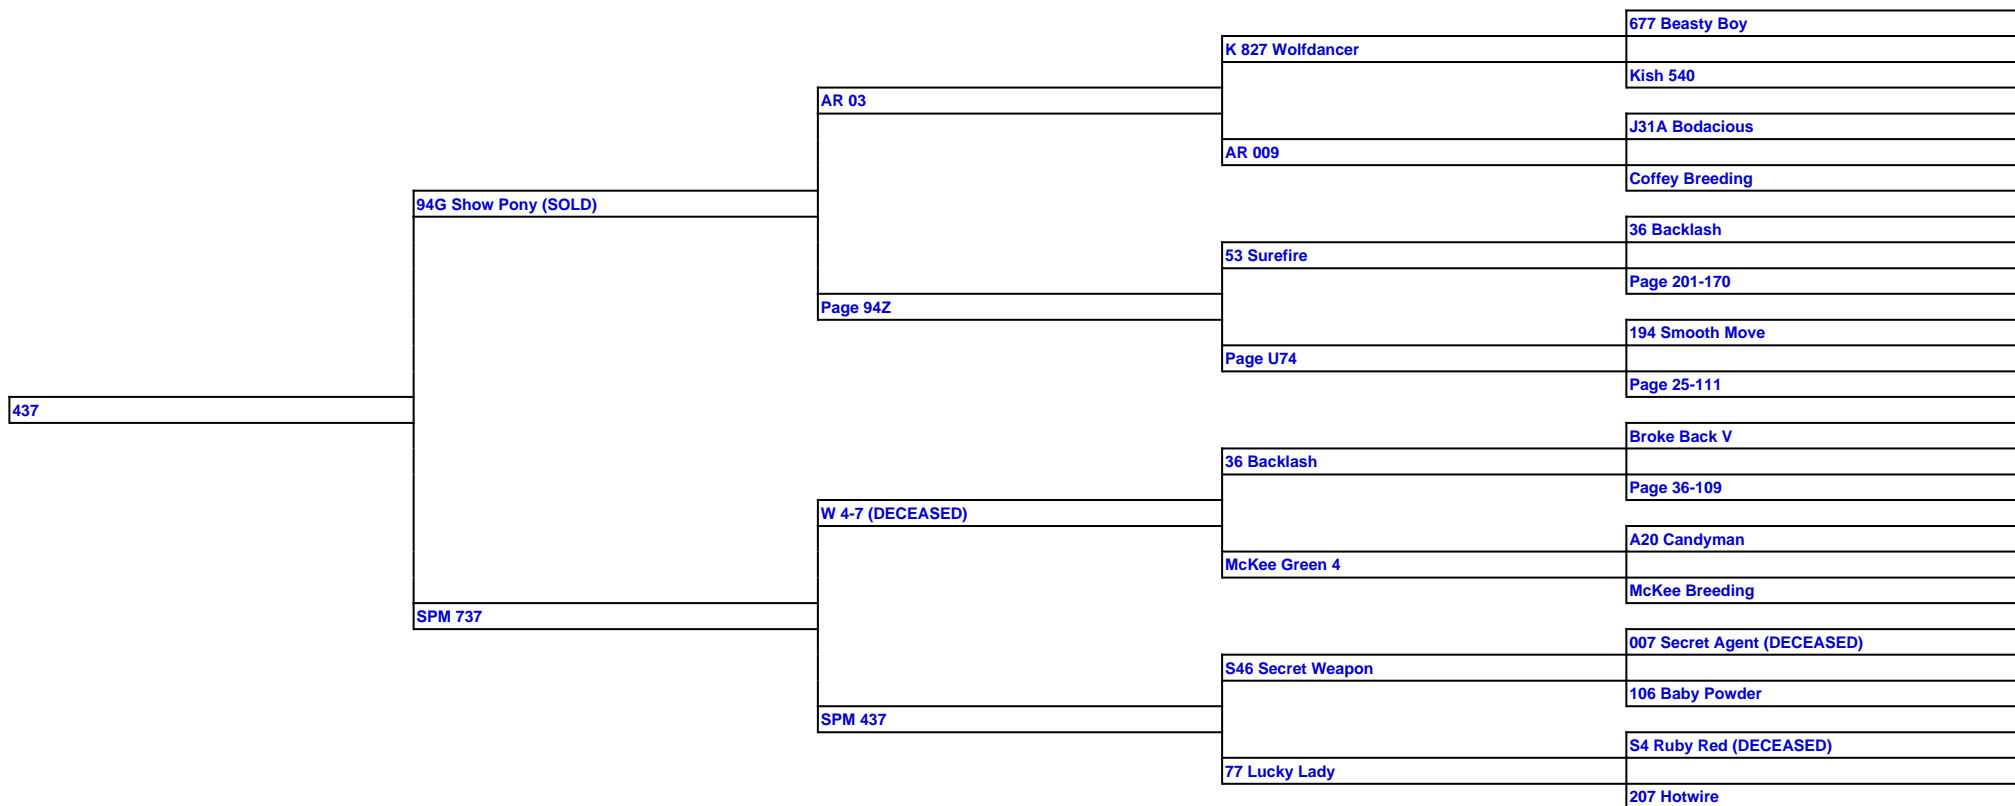 677 Beasty Boy
K 827 Wolfdancer
Kish 540
AR 03
J31A Bodacious
AR 009
Coffey Breeding
94G Show Pony (SOLD)
36 Backlash
53 Surefire
Page 201-170
Page 94Z
194 Smooth Move
Page U74
Page 25-111
437
Broke Back V
36 Backlash
Page 36-109
W 4-7 (DECEASED)
A20 Candyman
McKee Green 4
McKee Breeding
SPM 737
007 Secret Agent (DECEASED)
S46 Secret Weapon
106 Baby Powder
SPM 437
S4 Ruby Red (DECEASED)
77 Lucky Lady
207 Hotwire